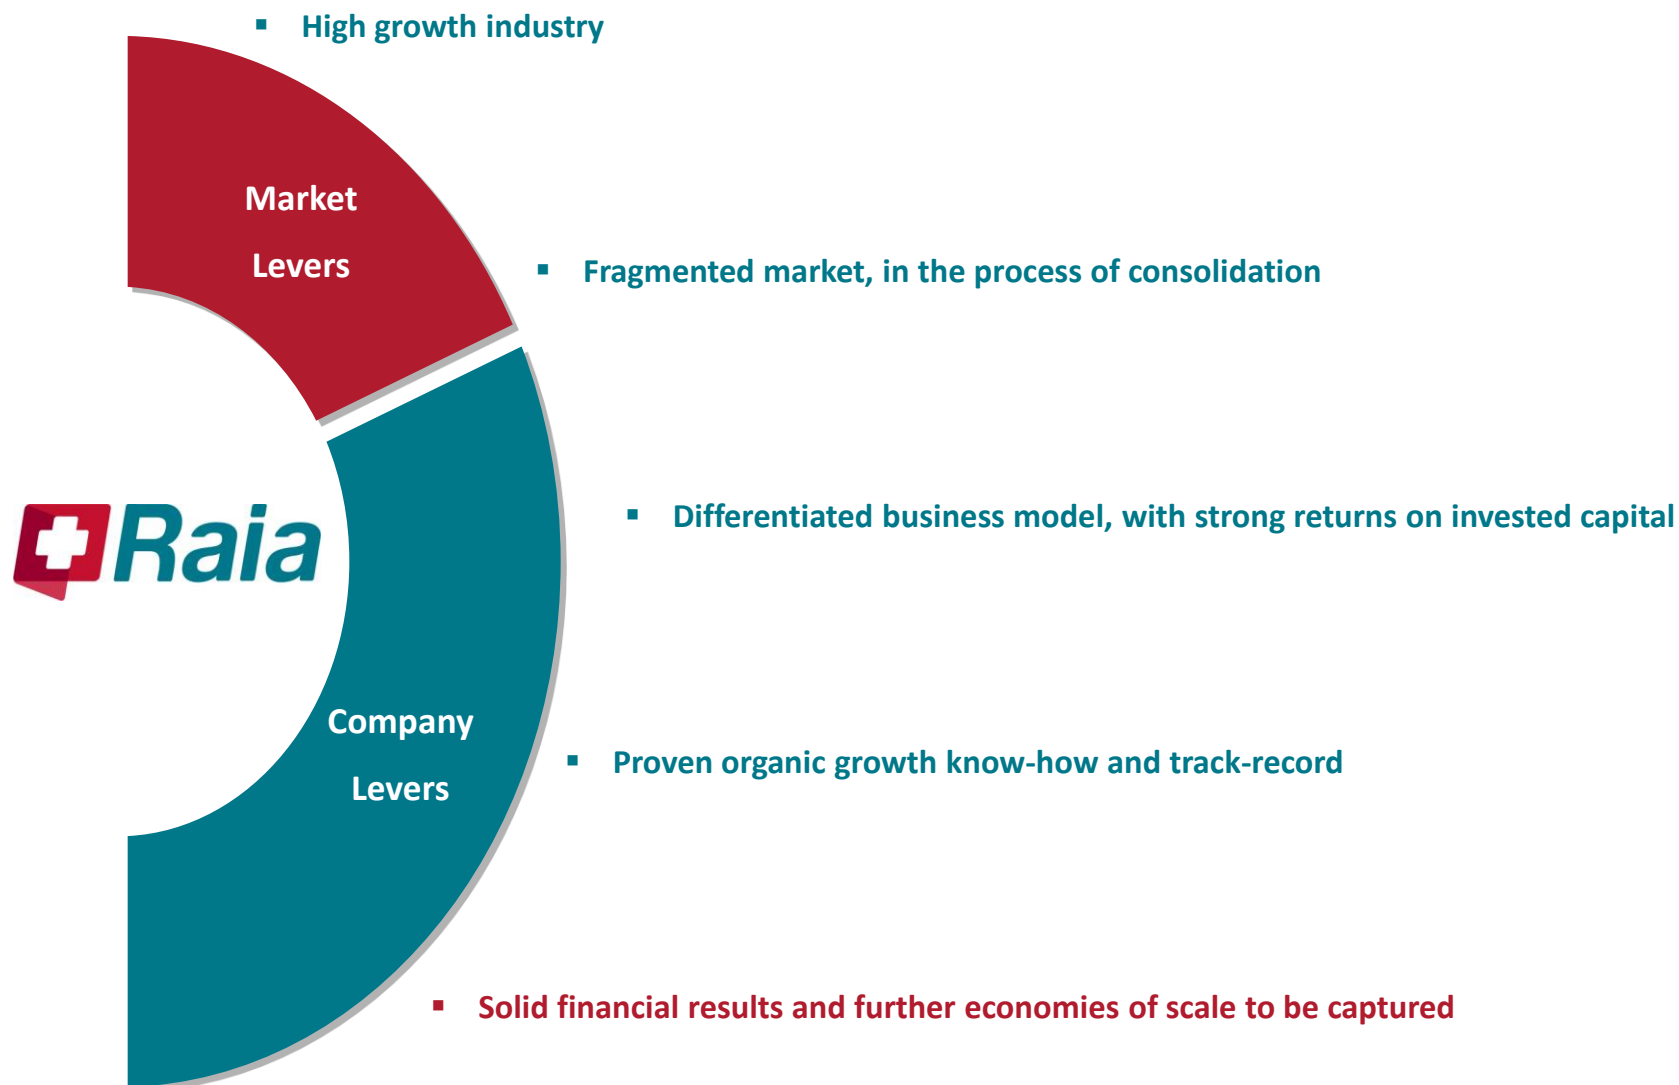 ▪ High growth industry
Market
Levers
▪ Fragmented market, in the process of consolidation
▪ Differentiated business model, with strong returns on invested capital
Raia
Company
Levers
▪ Proven organic growth know-how and track-record
▪ Solid financial results and further economies of scale to be captured